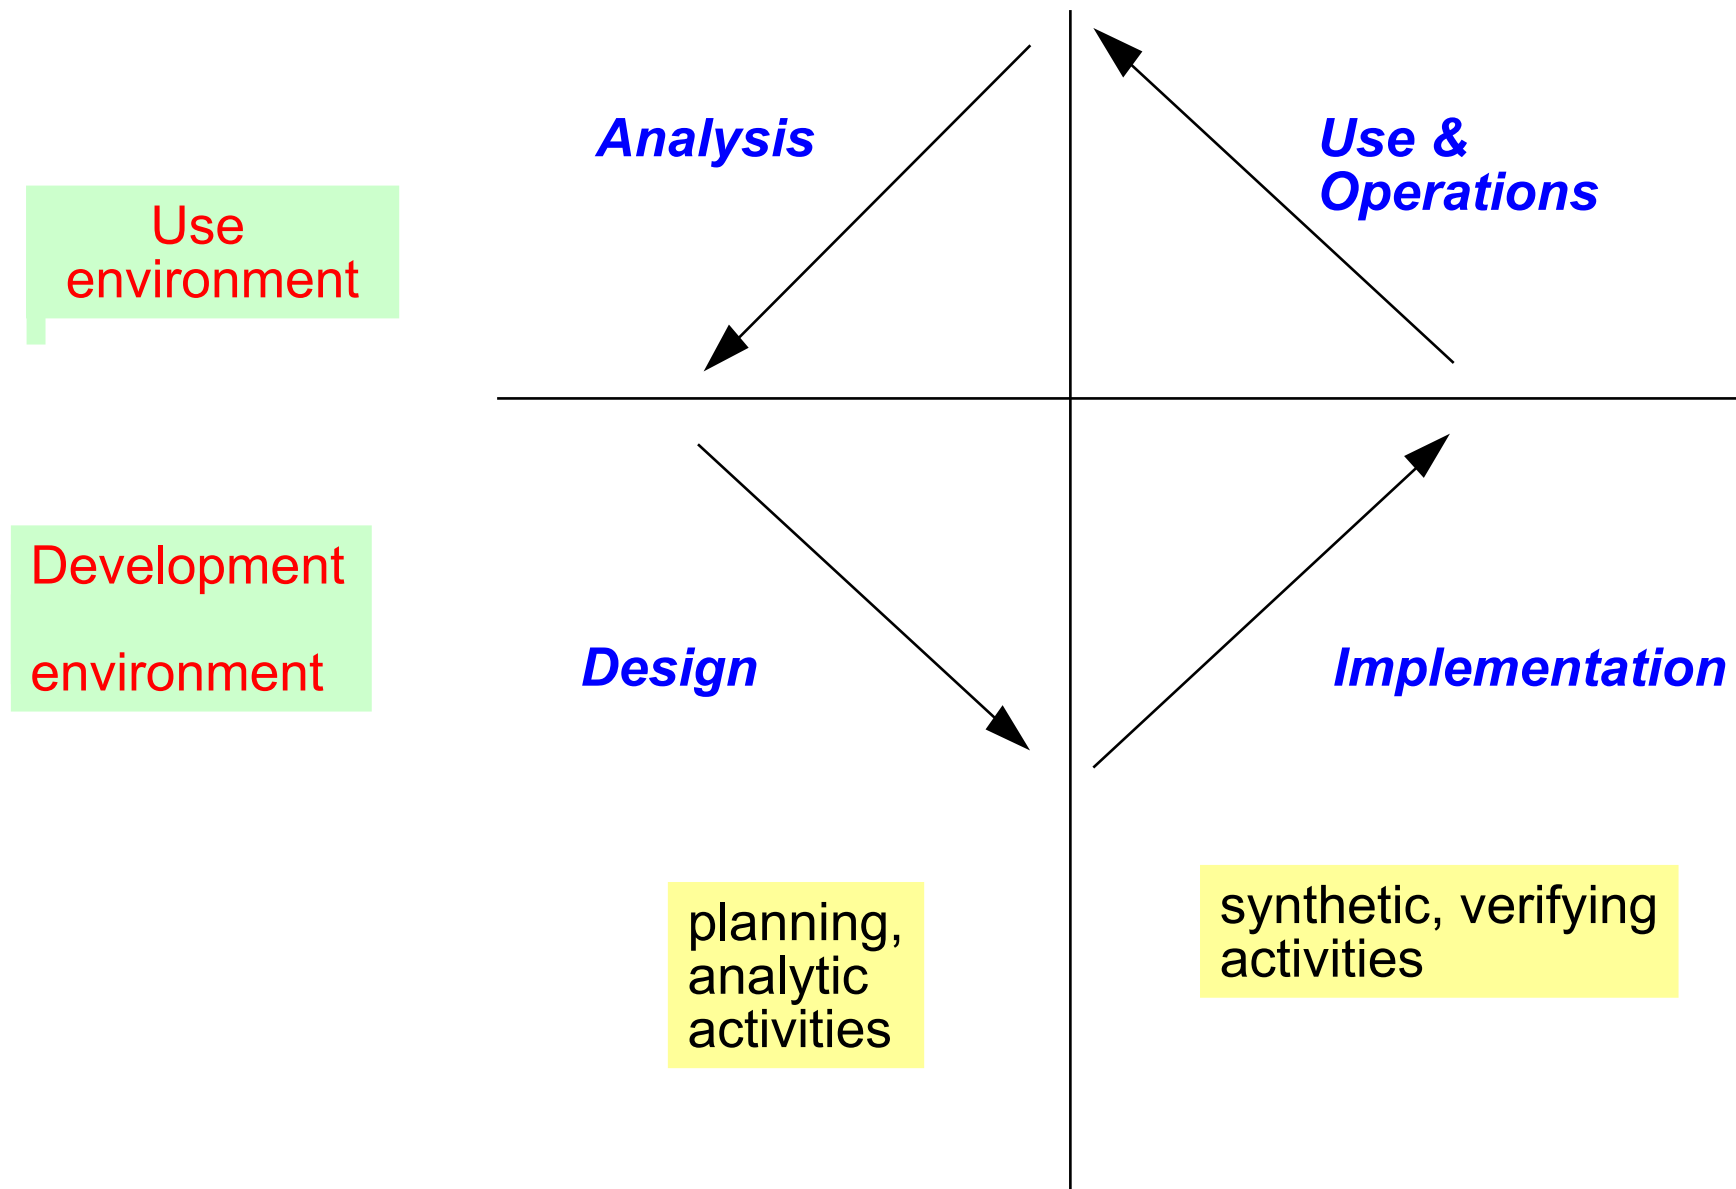 Analysis
Use &
Operations
Use
environment
Development
environment
Design
Implementation
planning,
analytic
activities
synthetic, verifying
activities